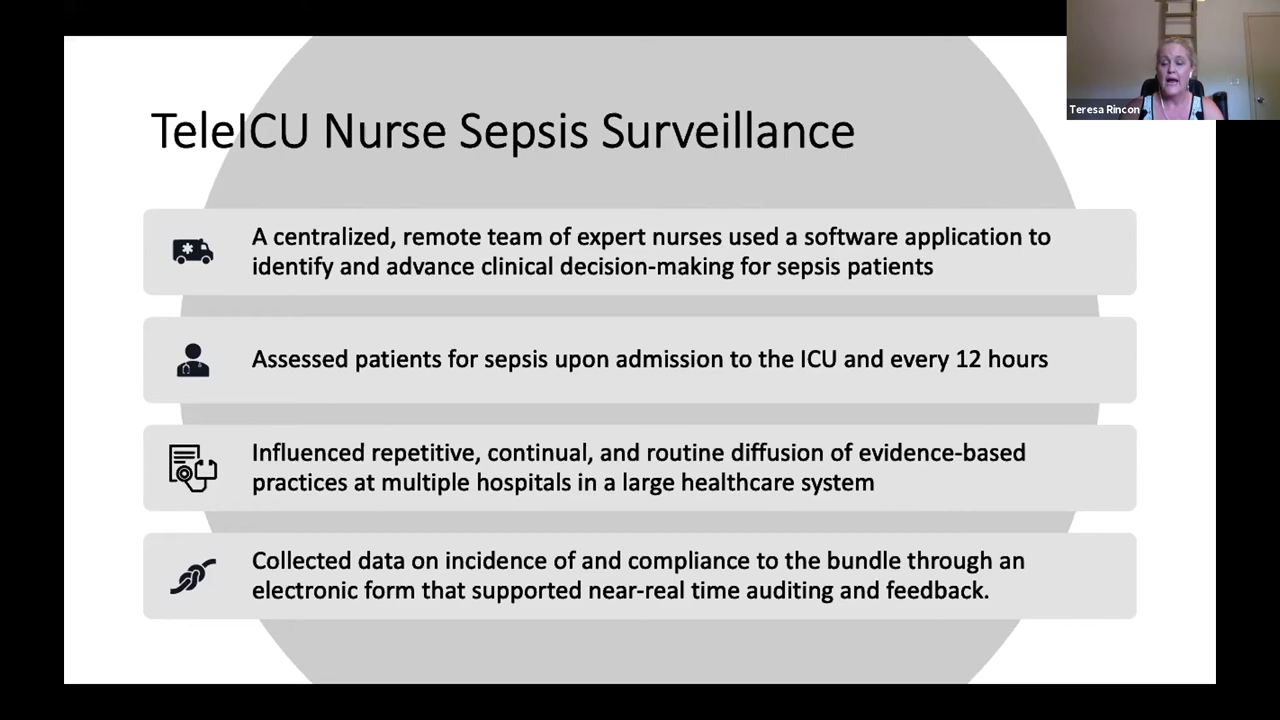 Teresa Rincon
TeleICU Nurse Sepsis Surveillance
A centralized, remote team of expert nurses used a software application to
identify and advance clinical decision-making for sepsis patients
Assessed patients for sepsis upon admission to the ICU and every 12 hours
Influenced repetitive, continual, and routine diffusion of evidence-based
practices at multiple hospitals in a large healthcare system
Collected data on incidence of and compliance to the bundle through an
electronic form that supported near-real time auditing and feedback.